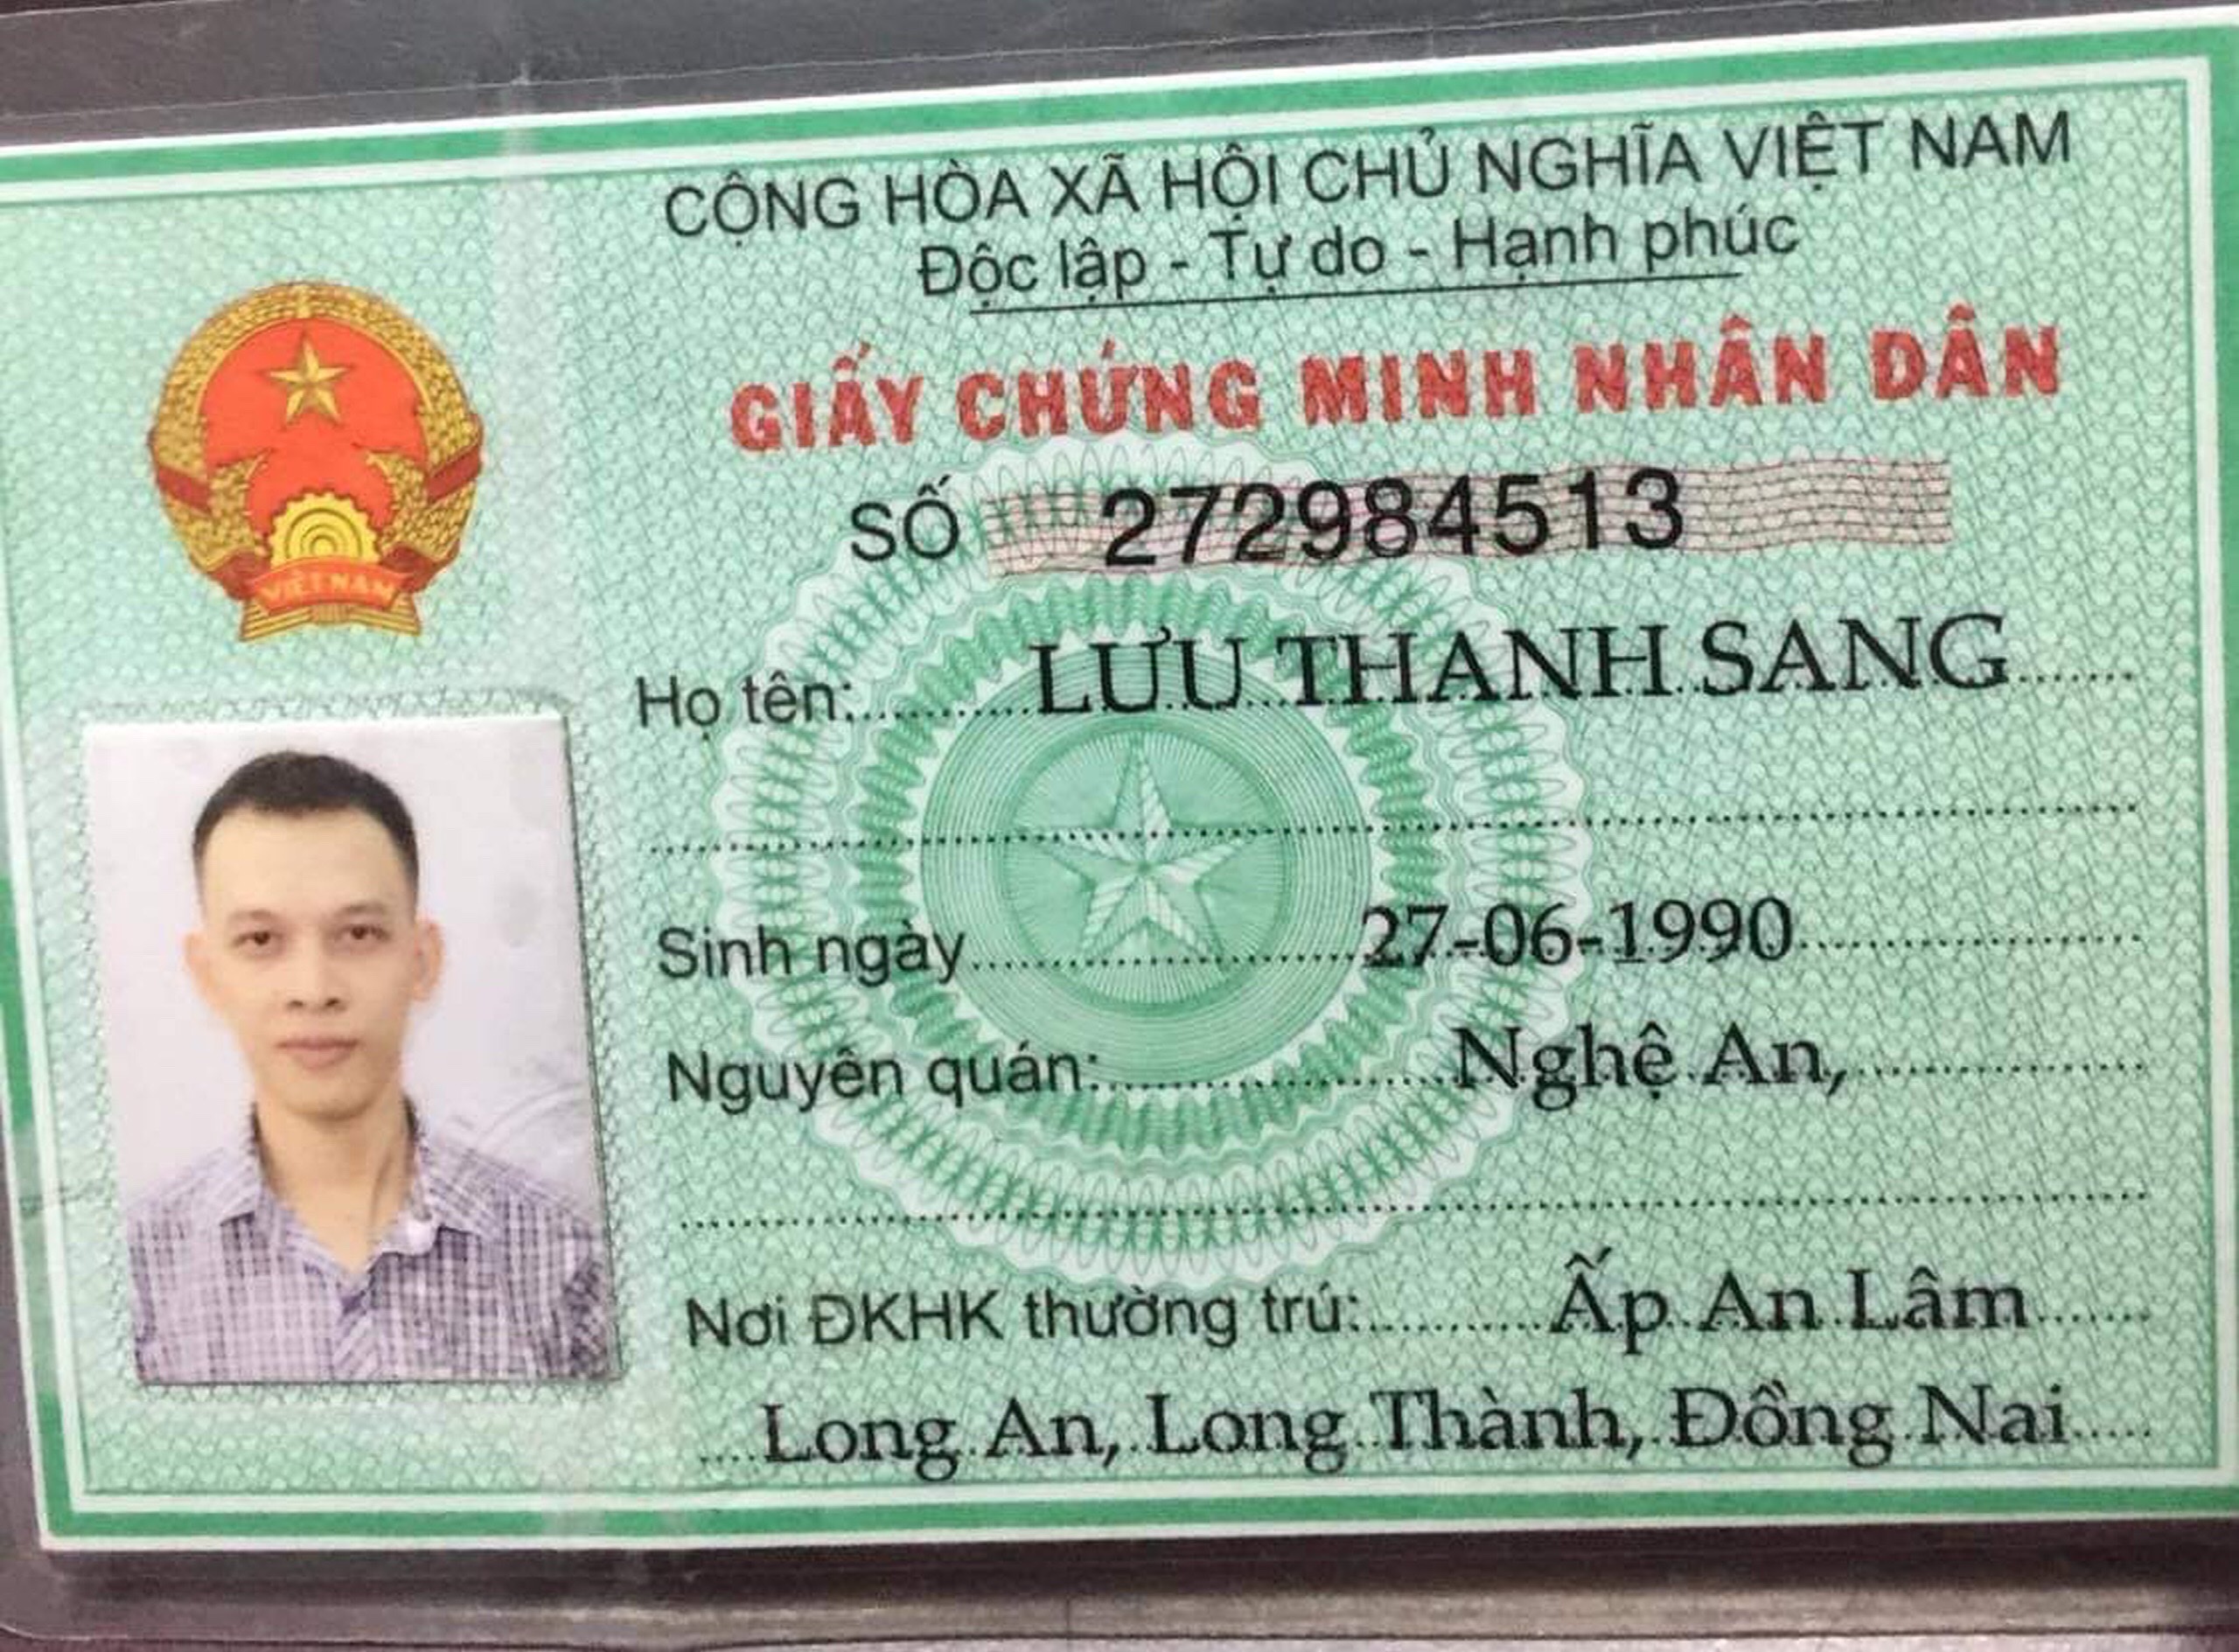 CỘNG HÒA XÃ HỘI CHỦ NGHĨA VIỆT NAM
Độc lập - Tự do - Hạnh phúc
GIẤY CHỨNG MINH NHÂN DÂN
SỐ 272984513
VIỆT NAM
Họ tên: LƯU THANH SANG
Sinh ngày 27-06-1990
Nguyên quán: Nghệ An,
Nơi ĐKHK thường trú: Ấp An Lâm
Long An, Long Thành, Đồng Nai